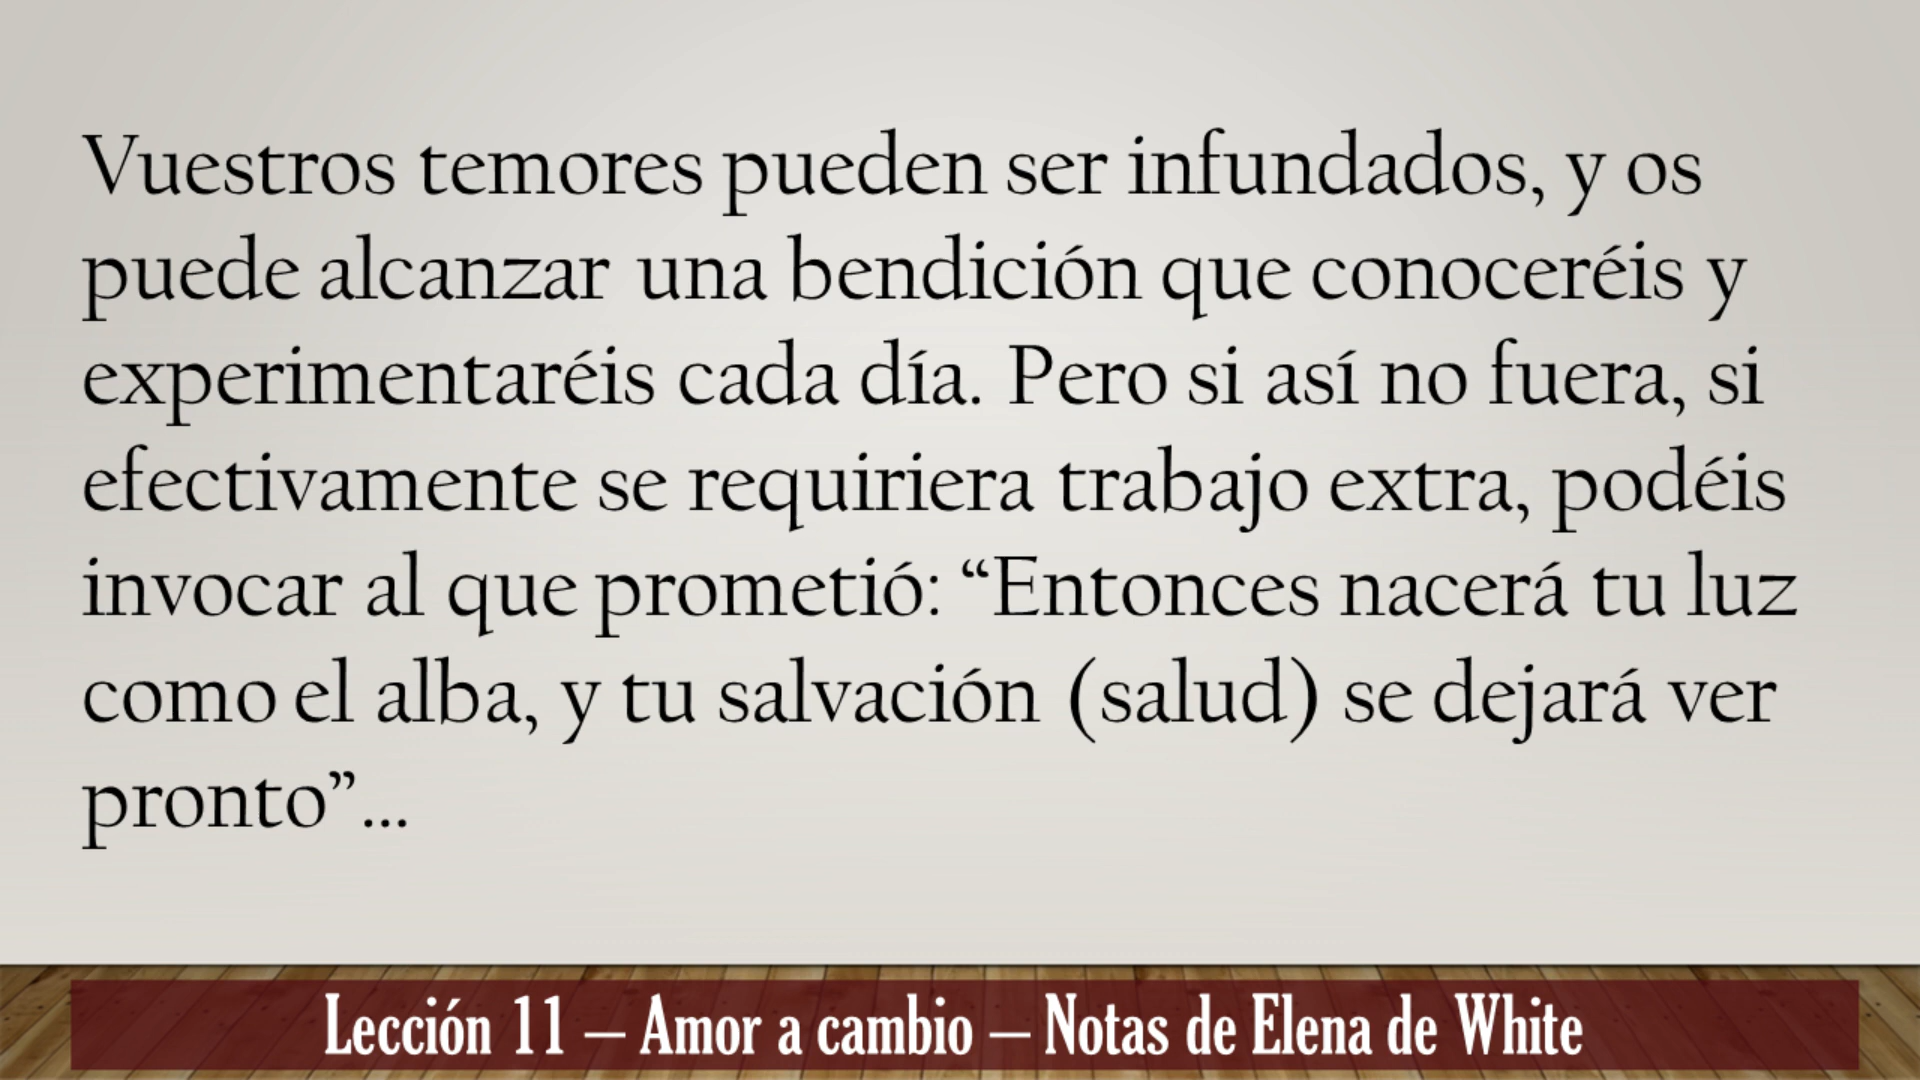 Vuestros temores pueden ser infundados, y os
puede alcanzar una bendición que conoceréis y
experimentaréis cada día. Pero si así no fuera, si
efectivamente se requiriera trabajo extra, podéis
invocar al que prometió: “Entonces nacerá tu luz
como el alba, y tu salvación (salud) se dejará ver
pronto”...
Lección 11 – Amor a cambio – Notas de Elena de White